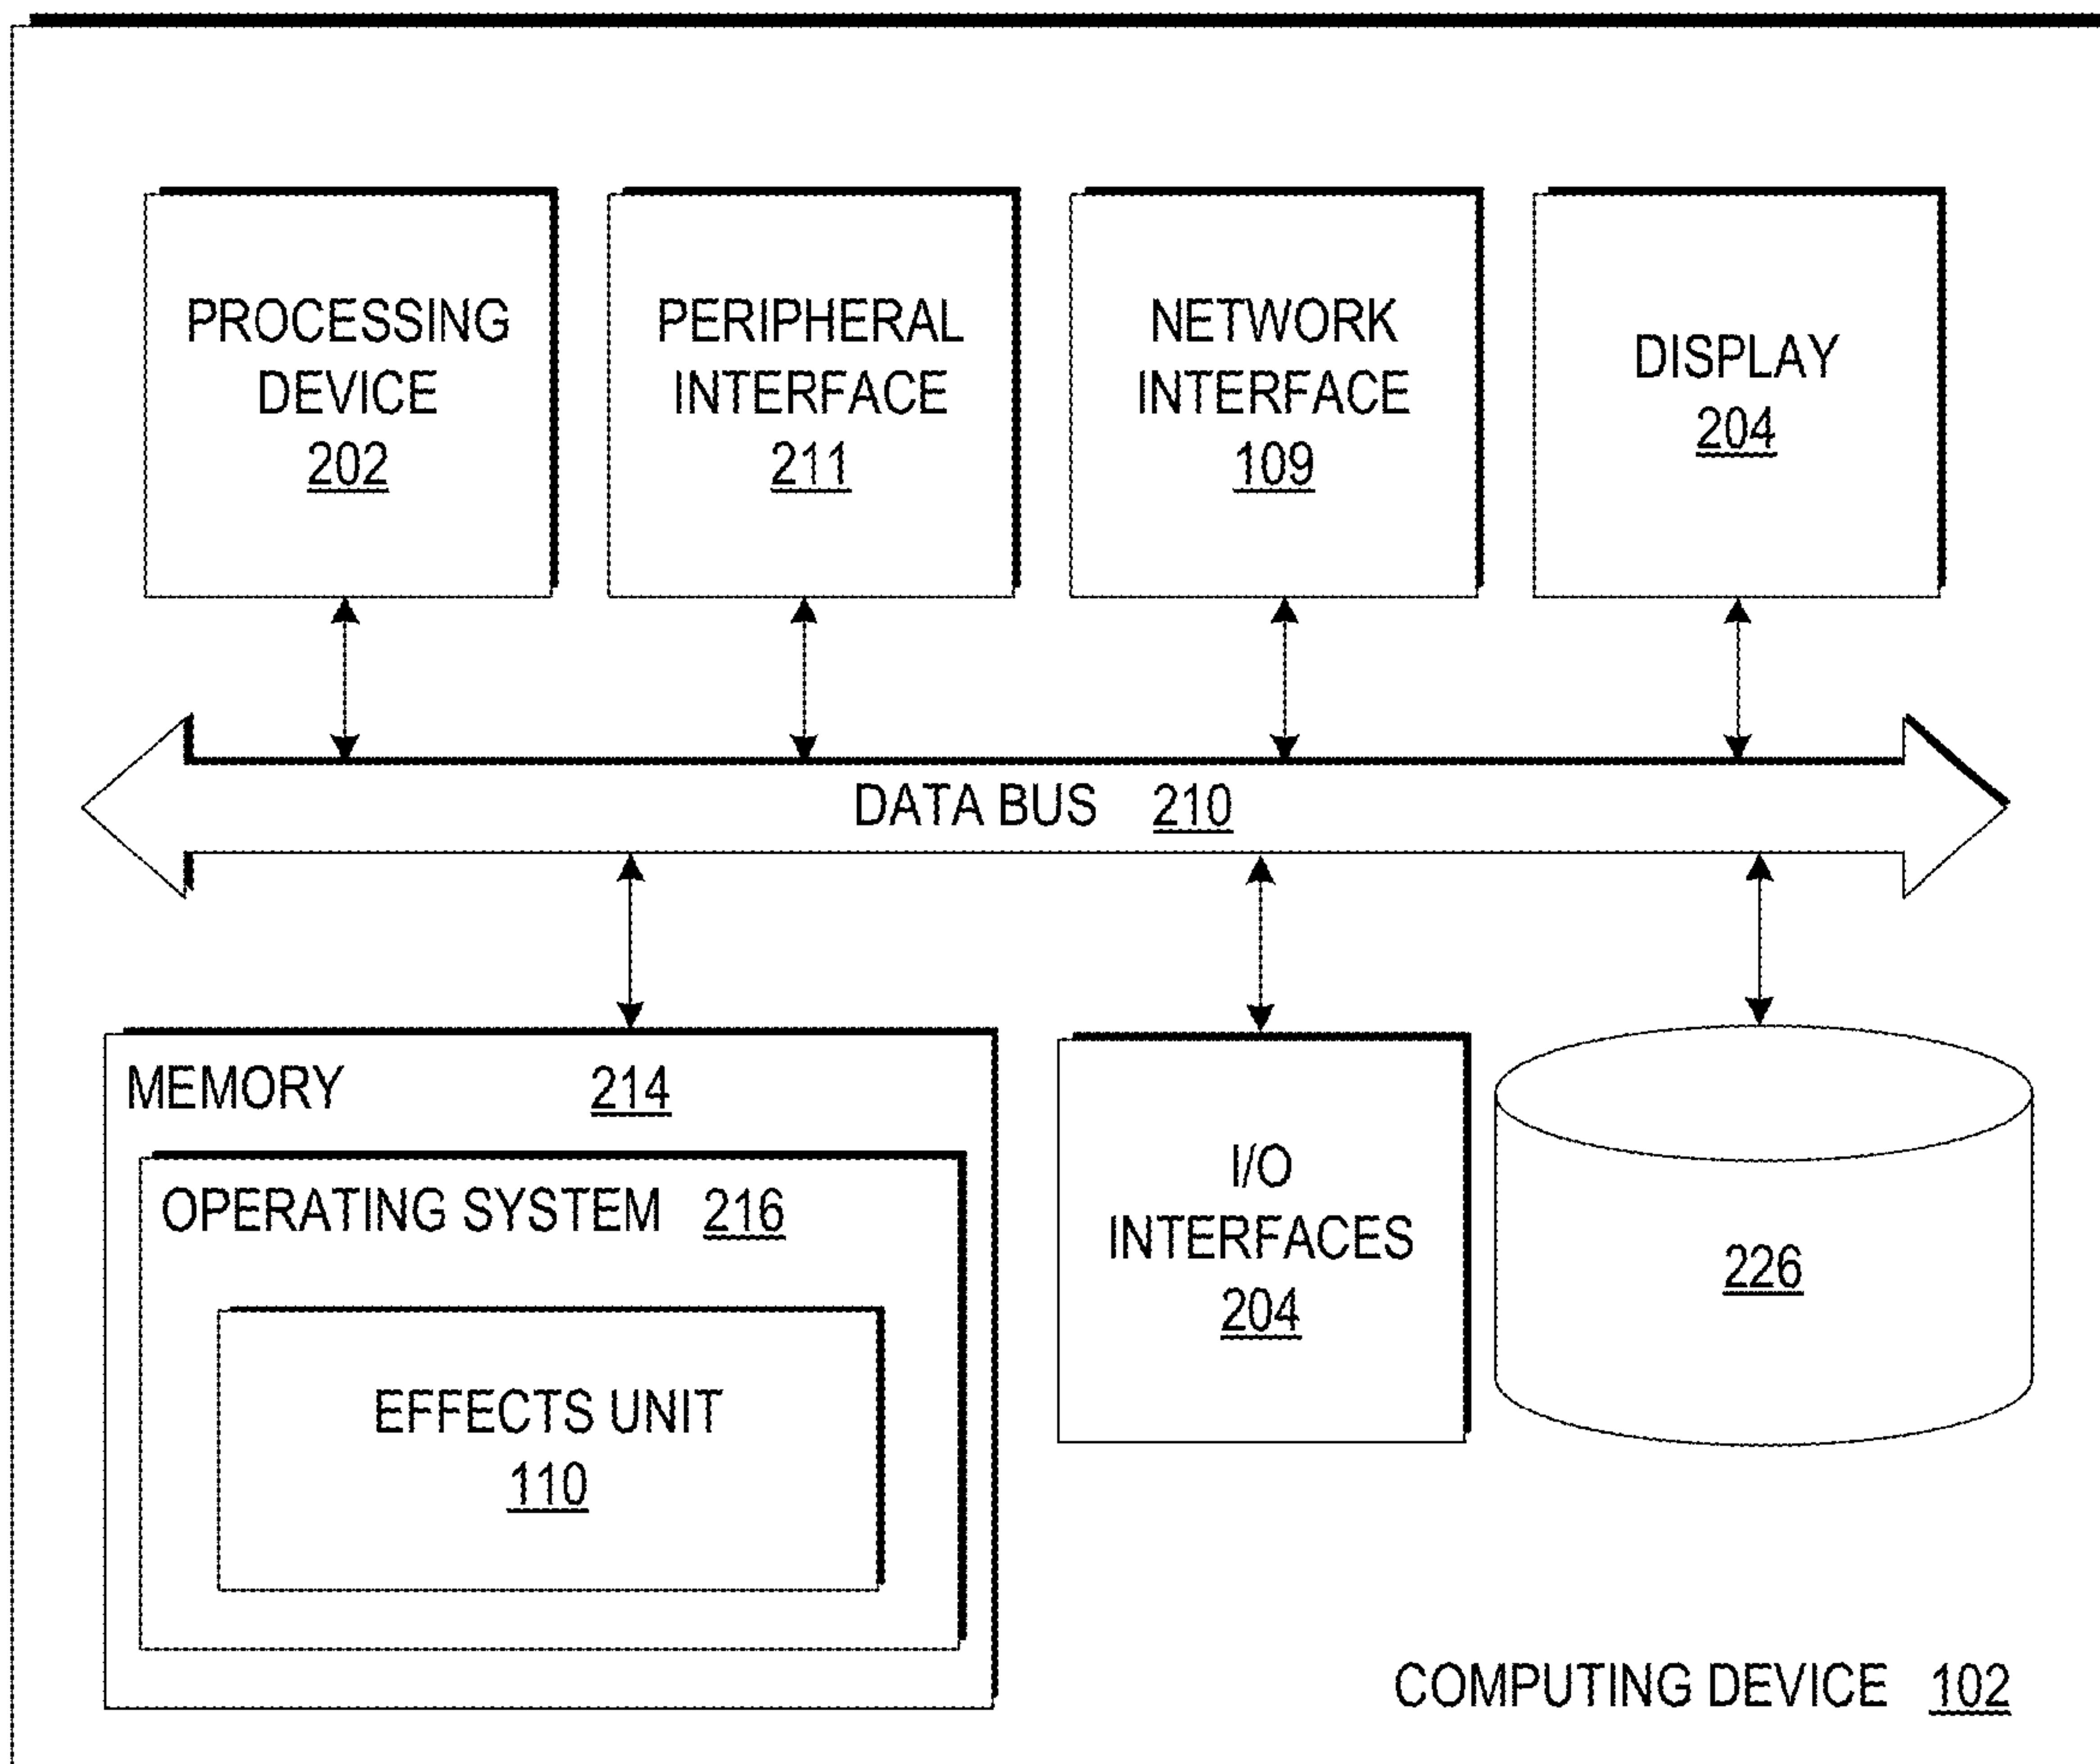 PROCESSING
DEVICE
202
PERIPHERAL
INTERFACE
211
NETWORK
INTERFACE
109
DISPLAY
204
DATA BUS 210
MEMORY 214
OPERATING SYSTEM 216
EFFECTS UNIT
110
I/O
INTERFACES
204
226
COMPUTING DEVICE 102